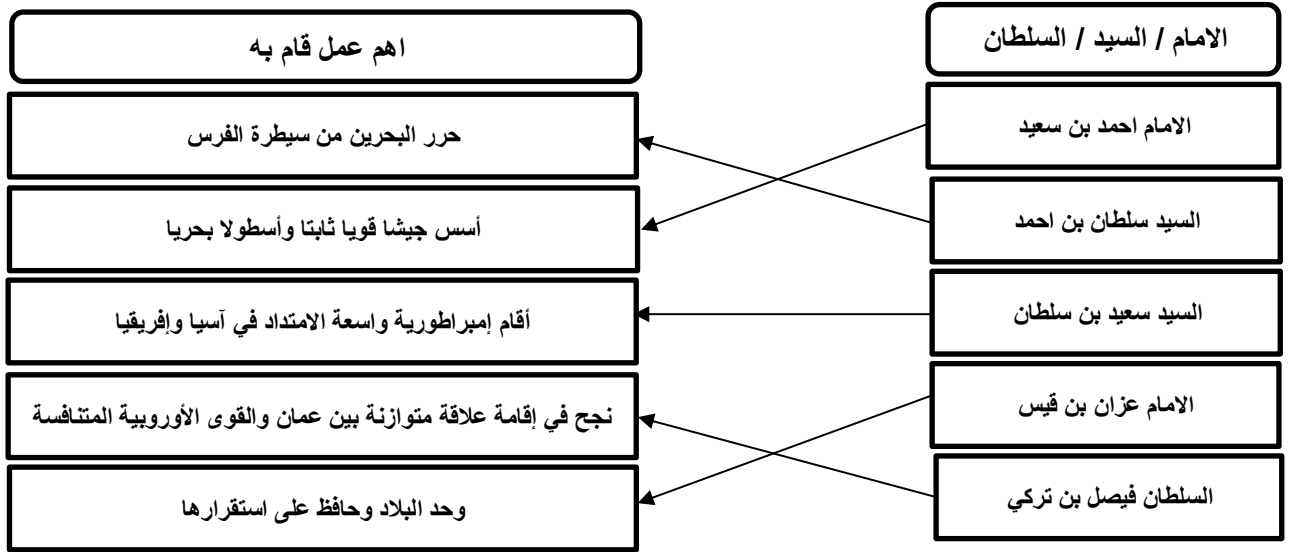 الامام / السيد / السلطان
اهم عمل قام به
الامام احمد بن سعيد
حرر البحرين من سيطرة الفرس
السيد سلطان بن احمد
أسس جيشا قويا ثابتا وأسطولا بحريا
السيد سعيد بن سلطان
أقام إمبراطورية واسعة الامتداد في آسيا وإفريقيا
الامام عزان بن قيس
نجح في إقامة علاقة متوازنة بين عمان والقوى الأوروبية المتنافسة
السلطان فيصل بن تركي
وحد البلاد وحافظ على استقرارها